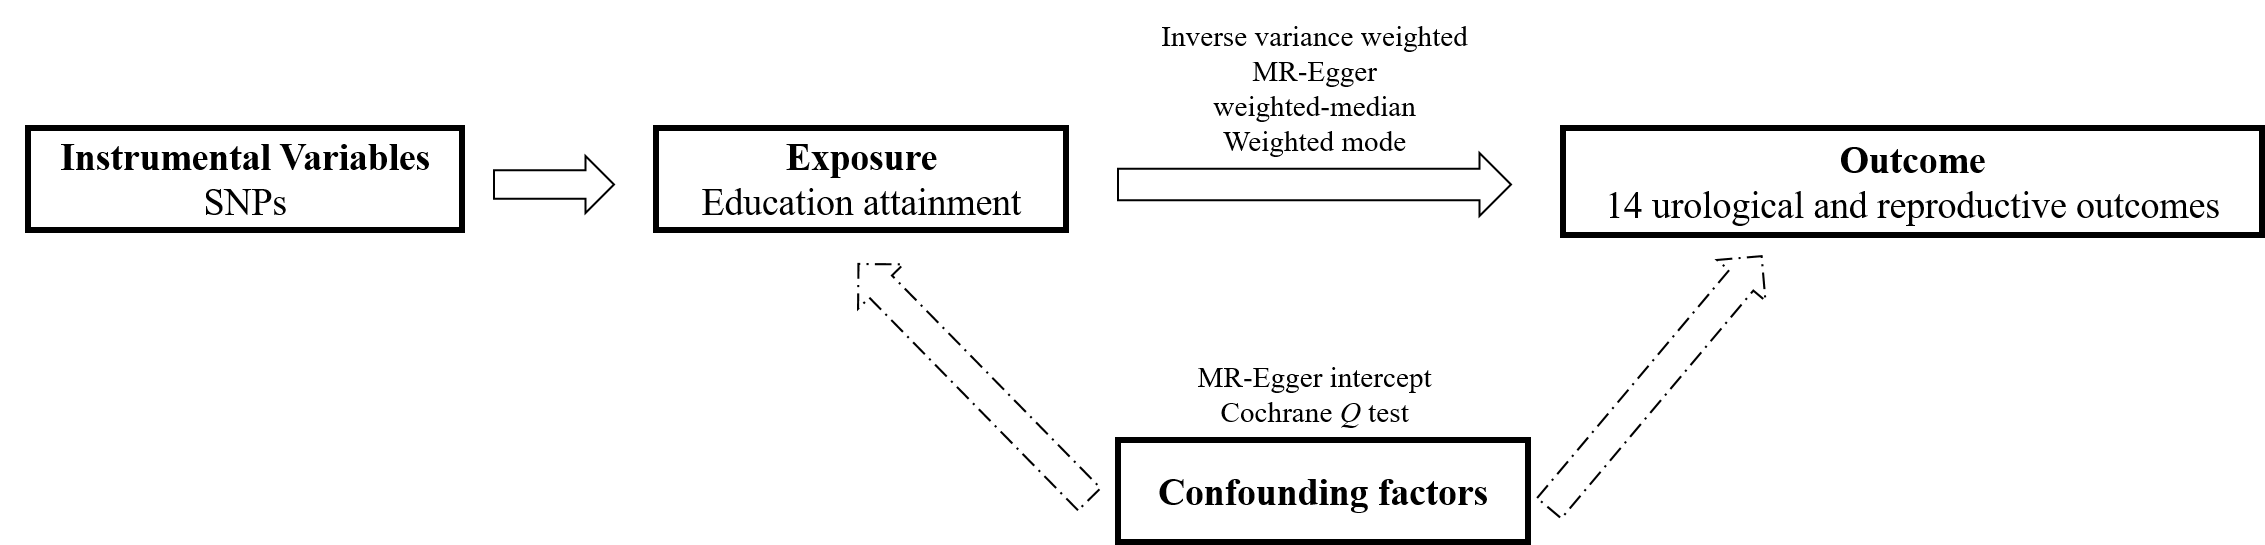 Inverse variance weighted
MR-Egger
weighted-median
Weighted mode
Instrumental Variables
SNPs
Exposure
Education attainment
Outcome
14 urological and reproductive outcomes
MR-Egger intercept
Cochrane Q test
Confounding factors